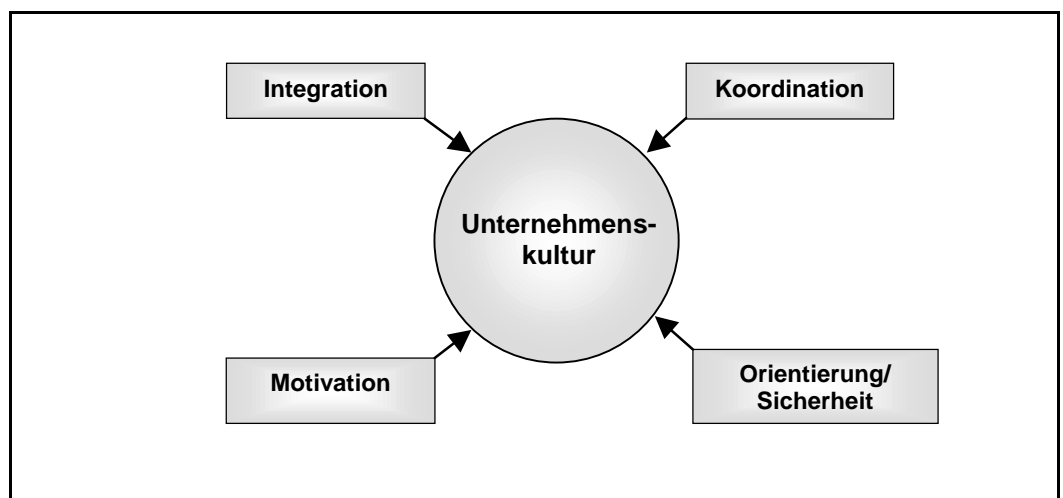 Integration
Koordination
Unternehmens-
kultur
Motivation
Orientierung/
Sicherheit